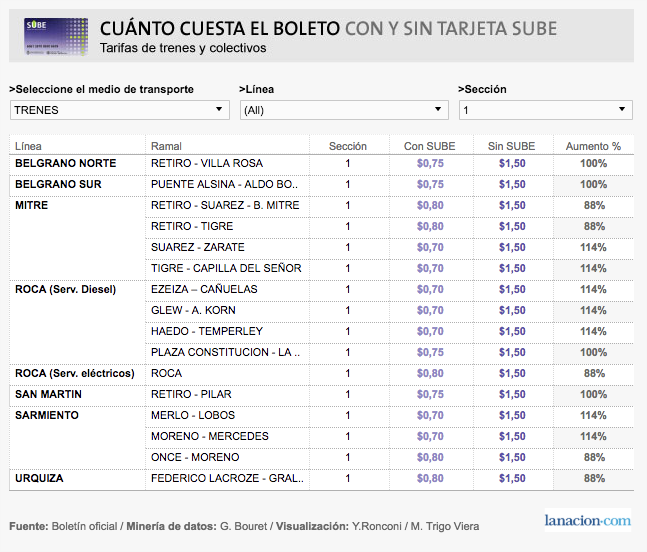 SÚBE
CUÁNTO CUESTA EL BOLETO CON Y SIN TARJETA SUBE
Tarifas de trenes y colectivos
>Seleccione el medio de transporte >Línea >Sección
TRENES (All) 1
Línea Ramal Sección Con SUBE Sin SUBE Aumento %
BELGRANO NORTE RETIRO - VILLA ROSA 1 $0,75 $1,50 100%
BELGRANO SUR PUENTE ALSINA - ALDO BO.. 1 $0,75 $1,50 100%
MITRE RETIRO - SUAREZ - B. MITRE 1 $0,80 $1,50 88%
RETIRO - TIGRE 1 $0,80 $1,50 88%
SUAREZ - ZARATE 1 $0,70 $1,50 114%
TIGRE - CAPILLA DEL SEÑOR 1 $0,70 $1,50 114%
ROCA (Serv. Diesel) EZEIZA – CAÑUELAS 1 $0,70 $1,50 114%
GLEW - A. KORN 1 $0,70 $1,50 114%
HAEDO - TEMPERLEY 1 $0,70 $1,50 114%
PLAZA CONSTITUCION - LA .. 1 $0,75 $1,50 100%
ROCA (Serv. eléctricos) ROCA 1 $0,80 $1,50 88%
SAN MARTIN RETIRO - PILAR 1 $0,75 $1,50 100%
SARMIENTO MERLO - LOBOS 1 $0,70 $1,50 114%
MORENO - MERCEDES 1 $0,70 $1,50 114%
ONCE - MORENO 1 $0,80 $1,50 88%
URQUIZA FEDERICO LACROZE - GRAL.. 1 $0,80 $1,50 88%
Fuente: Boletín oficial / Minería de datos: G. Bouret / Visualización: Y.Ronconi / M. Trigo Viera
lanacion.com